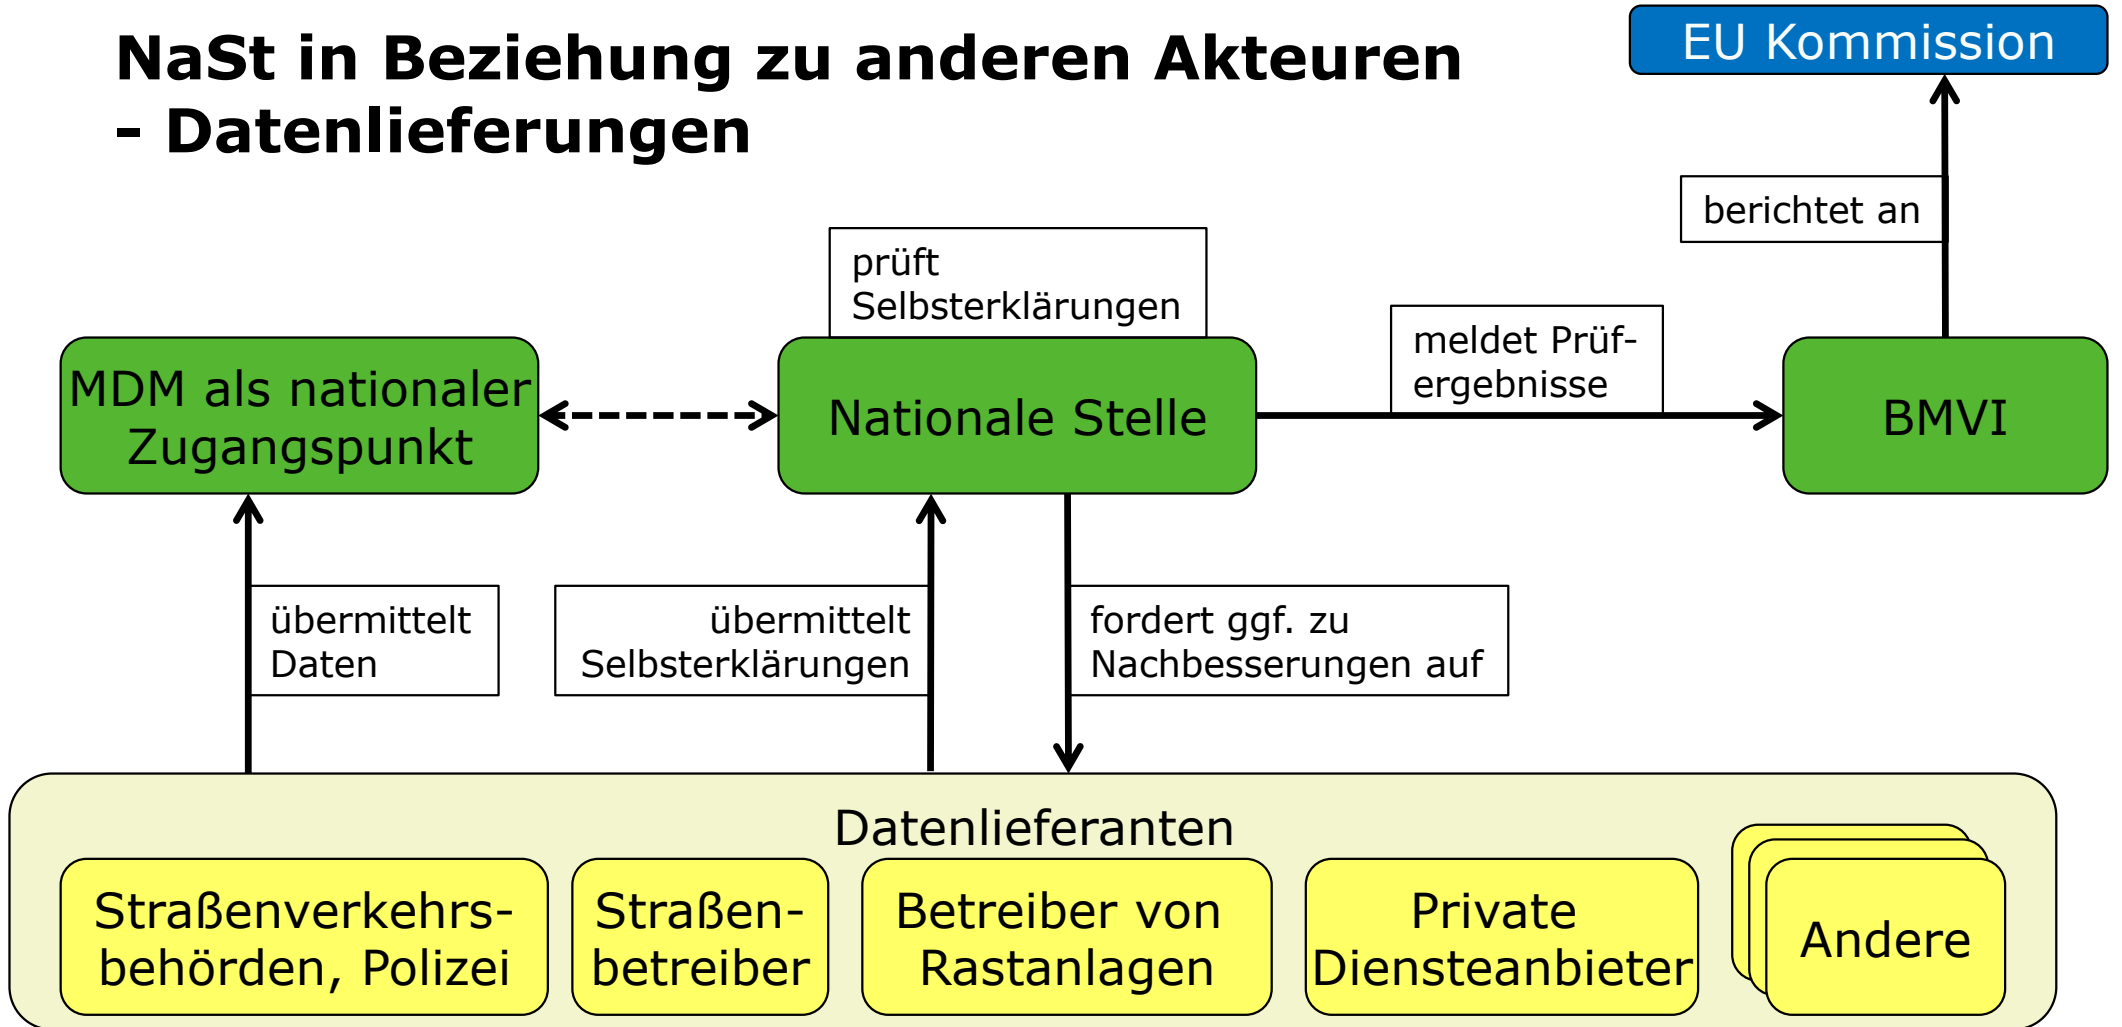 NaSt in Beziehung zu anderen Akteuren
- Datenlieferungen
EU Kommission
berichtet an
prüft
Selbsterklärungen
meldet Prüf-
ergebnisse
MDM als nationaler
Zugangspunkt
Nationale Stelle
BMVI
übermittelt
Daten
übermittelt
Selbsterklärungen
fordert ggf. zu
Nachbesserungen auf
Datenlieferanten
Straßenverkehrs-
behörden, Polizei
Straßen-
betreiber
Betreiber von
Rastanlagen
Private
Diensteanbieter
Andere